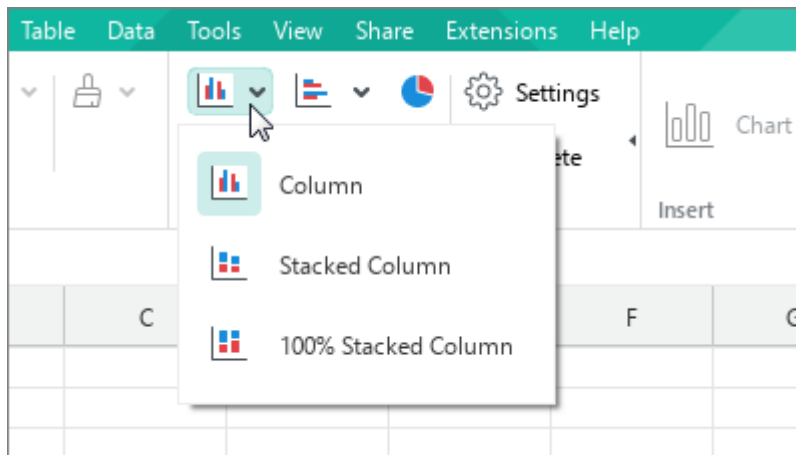 Table Data Tools View Share Extensions Help
Settings
Chart
ete
Insert
Column
Stacked Column
100% Stacked Column
C F G